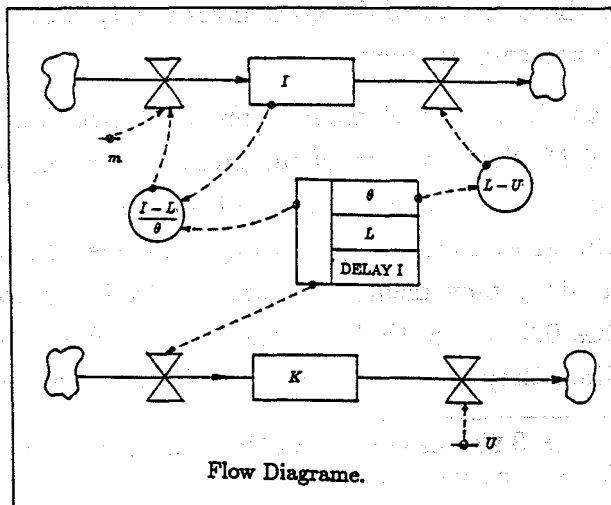 I
m
I − L
θ
θ
L
DELAY I
L − U
K
U
Flow Diagrame.